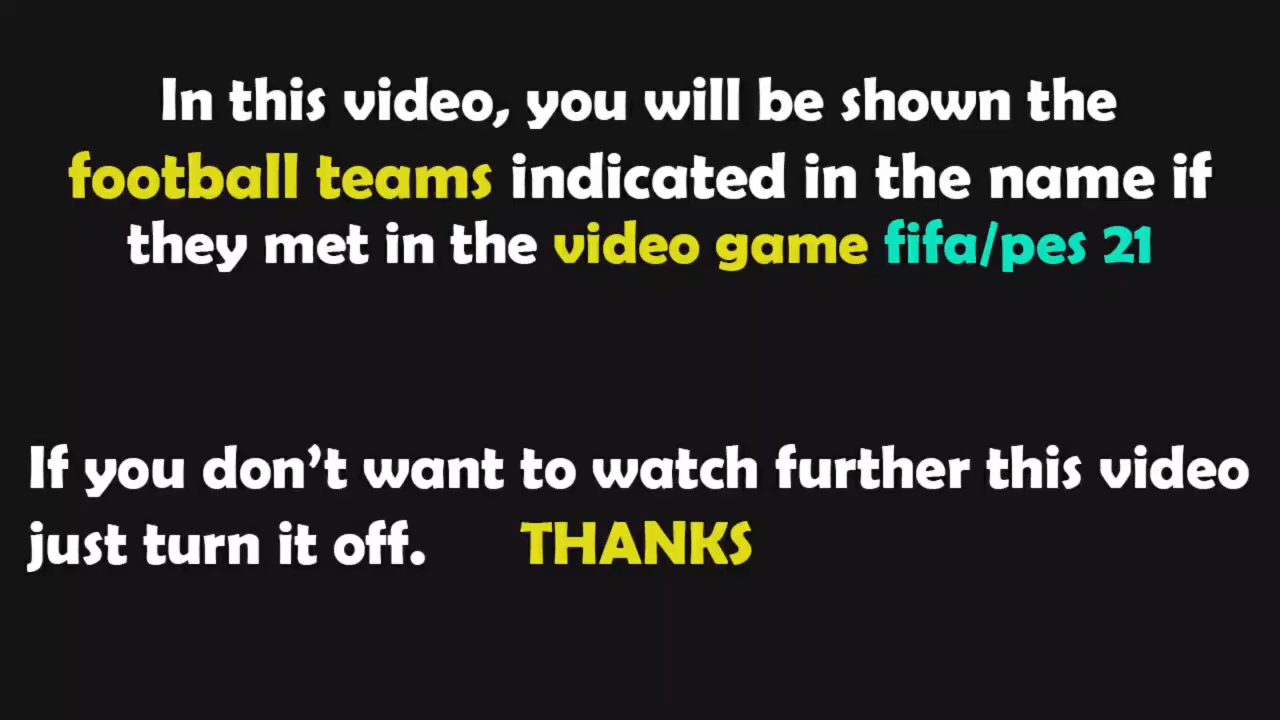 In this video, you will be shown the
football teams indicated in the name if
they met in the video game fifa/pes 21
If you don't want to watch further this video
just turn it off. THANKS